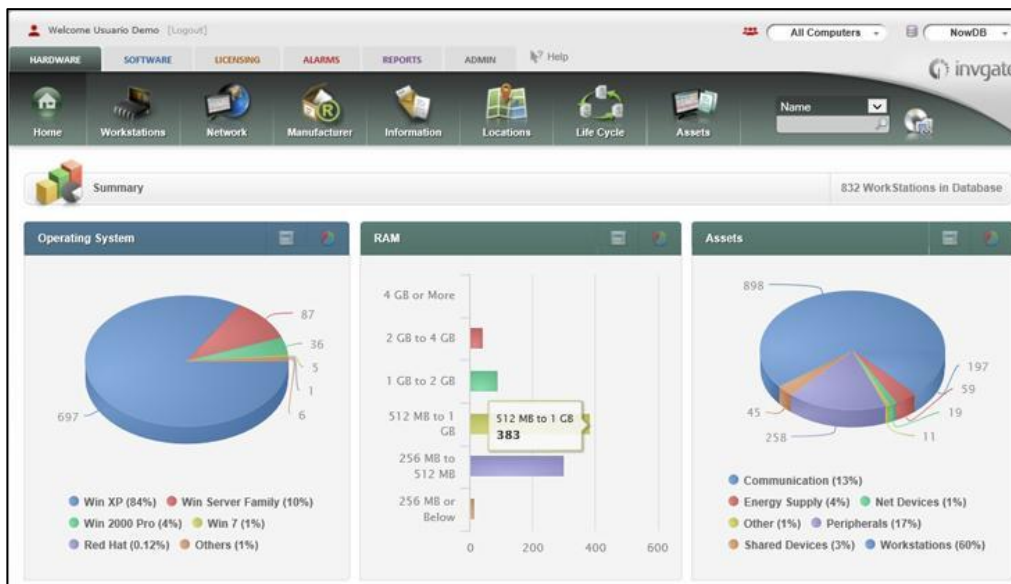 Welcome Usuario Demo [Logout]
All Computers
NowDB
HARDWARE SOFTWARE LICENSING ALARMS REPORTS ADMIN Help
invgate
Home Workstations Network Manufacturer Information Locations Life Cycle Assets
Name
Summary
832 WorkStations in Database
Operating System
87
36
5
1
6
697
Win XP (84%) Win Server Family (10%)
Win 2000 Pro (4%) Win 7 (1%)
Red Hat (0.12%) Others (1%)
RAM
4 GB or More
2 GB to 4 GB
1 GB to 2 GB
512 MB to 1
GB
512 MB to 1 GB
383
256 MB to
512 MB
256 MB or
Below
0 200 400 600
Assets
898
197
59
19
11
258
45
Communication (13%)
Energy Supply (4%) Net Devices (1%)
Other (1%) Peripherals (17%)
Shared Devices (3%) Workstations (60%)